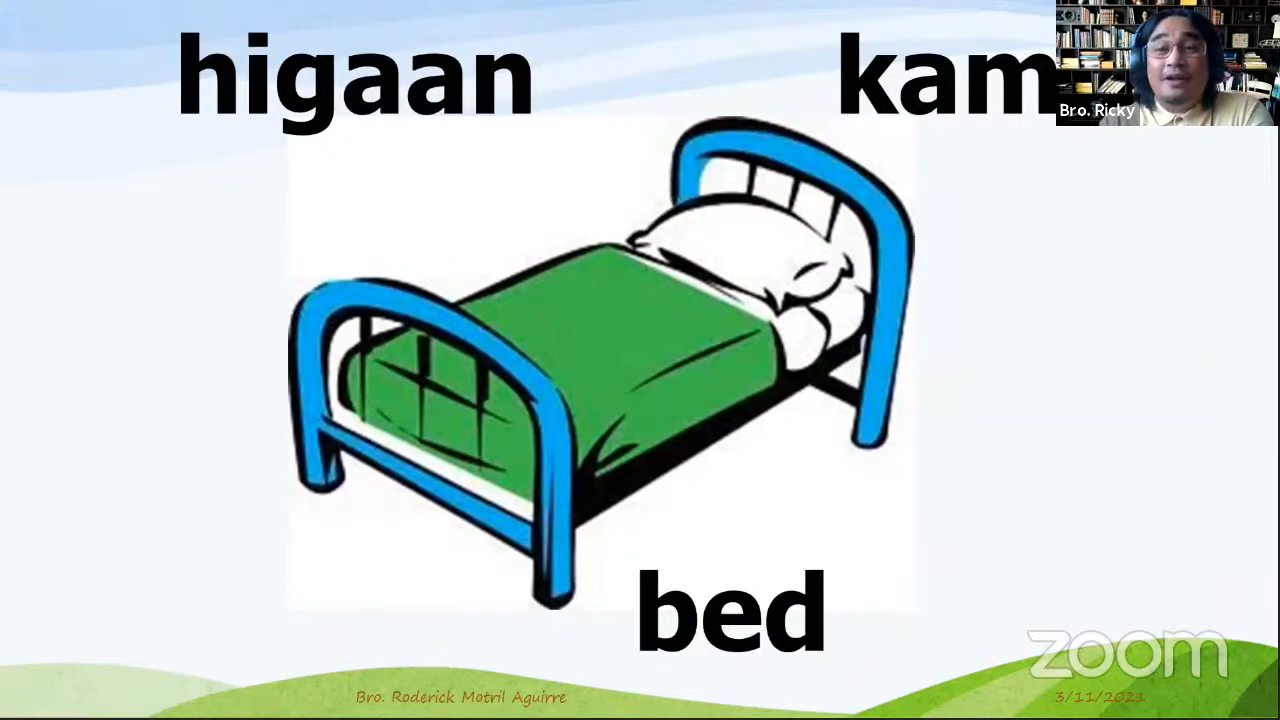 higaan
kam
Bro. Ricky
bed
zoom
Bro. Roderick Motril Aguirre
3/11/2021